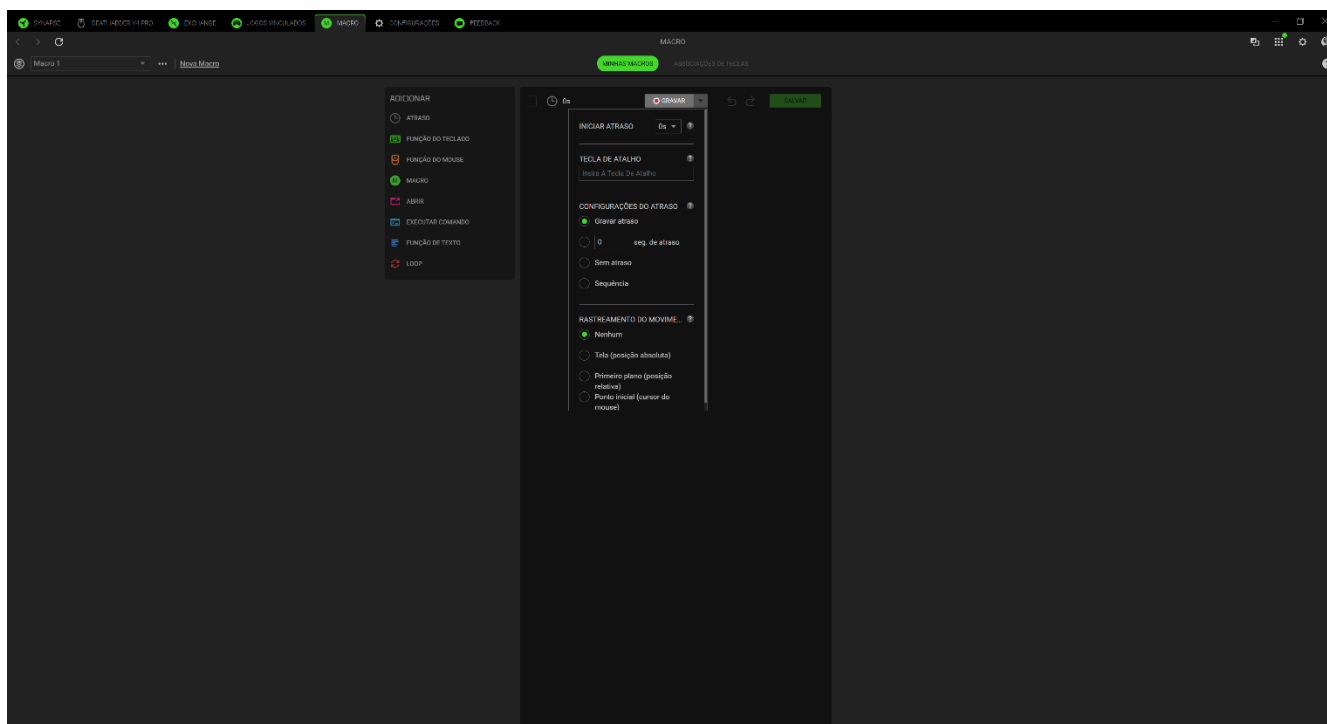 SYNAPSE DEATHADDER V4 PRO EXCHANGE JOGOS VINCULADOS MACRO CONFIGURAÇÕES FEEDBACK
MACRO
Macro 1 Nova Macro MINHAS MACROS ASSOCIAÇÕES DE TECLAS
ADICIONAR
ATRASO
FUNÇÃO DO TECLADO
FUNÇÃO DO MOUSE
MACRO
ABRIR
EXECUTAR COMANDO
FUNÇÃO DE TEXTO
LOOP
0s GRAVAR SALVAR
INICIAR ATRASO 0s
TECLA DE ATALHO
Insira A Tecla De Atalho
CONFIGURAÇÕES DO ATRASO
Gravar atraso
0 seg. de atraso
Sem atraso
Sequência
RASTREAMENTO DO MOVIME...
Nenhum
Tela (posição absoluta)
Primeiro plano (posição
relativa)
Ponto inicial (cursor do
mouse)